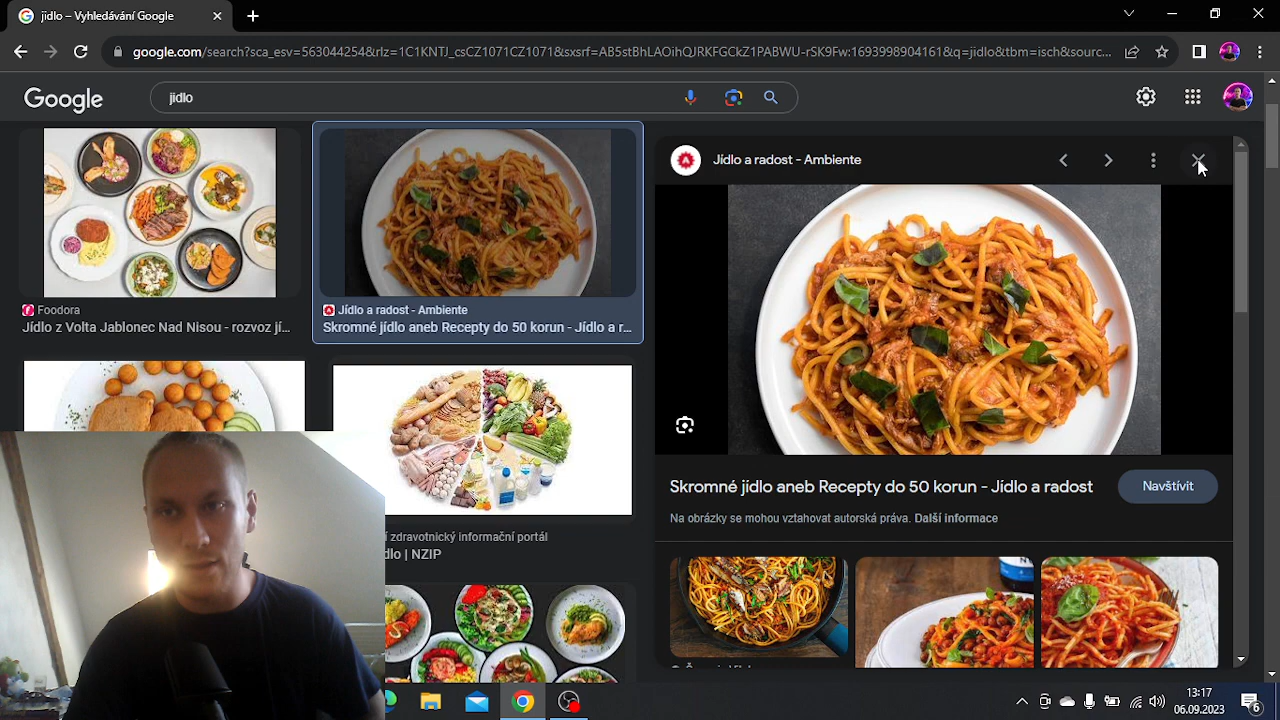 jídlo – Vyhledávání Google
google.com/search?sca_esv=563044254&rlz=1C1KNTJ_csCZ1071CZ1071&sxsrf=AB5stBhLAOihQJRKFGCkZ1PABWU-rSK9Fw:1693998904161&q=jídlo&tbm=isch&sourc...
Google
jídlo
Jídlo a radost - Ambiente
Foodora
Jídlo z Volta Jablonec Nad Nisou - rozvoz jí...
Jídlo a radost - Ambiente
Skromné jídlo aneb Recepty do 50 korun - Jídlo a r...
Skromné jídlo aneb Recepty do 50 korun - Jídlo a radost
Navštívit
Na obrázky se mohou vztahovat autorská práva. Další informace
í zdravotnický informační portál
dlo | NZIP
13:17
06.09.2023
6